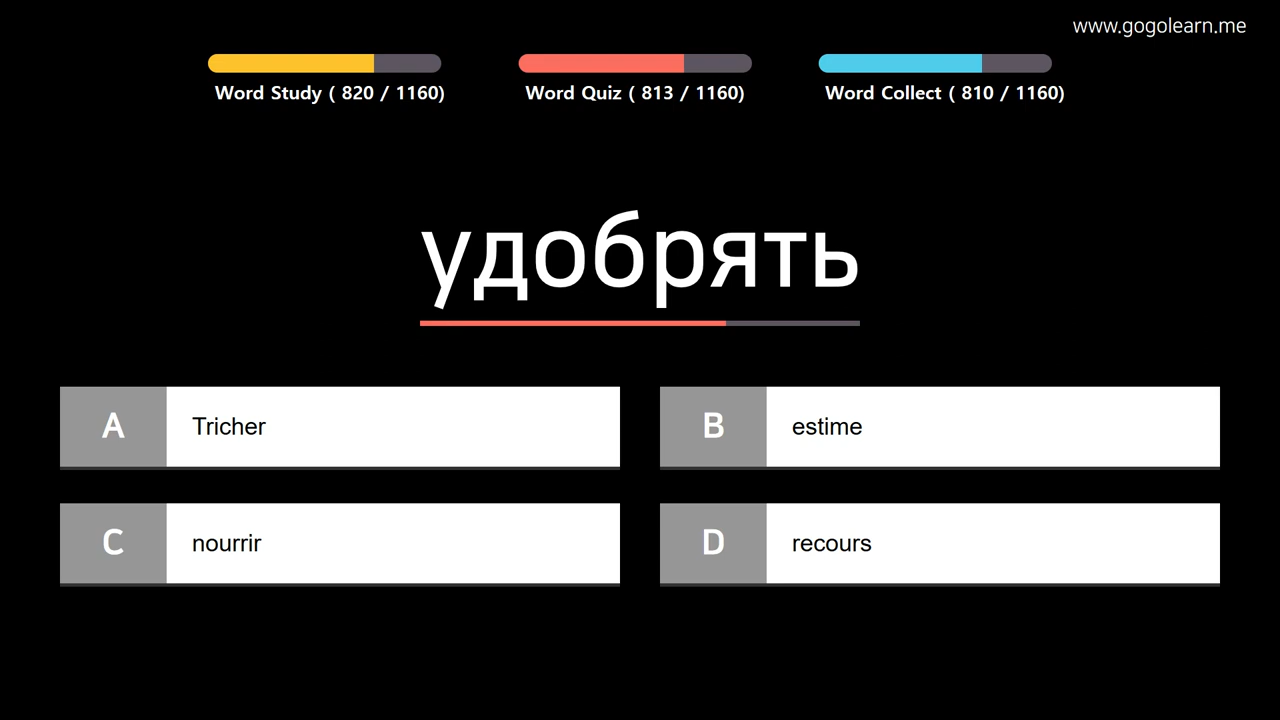 www.gogolearn.me
Word Study ( 820 / 1160)
Word Quiz ( 813 / 1160)
Word Collect ( 810 / 1160)
удобрять
A Tricher
B estime
C nourrir
D recours